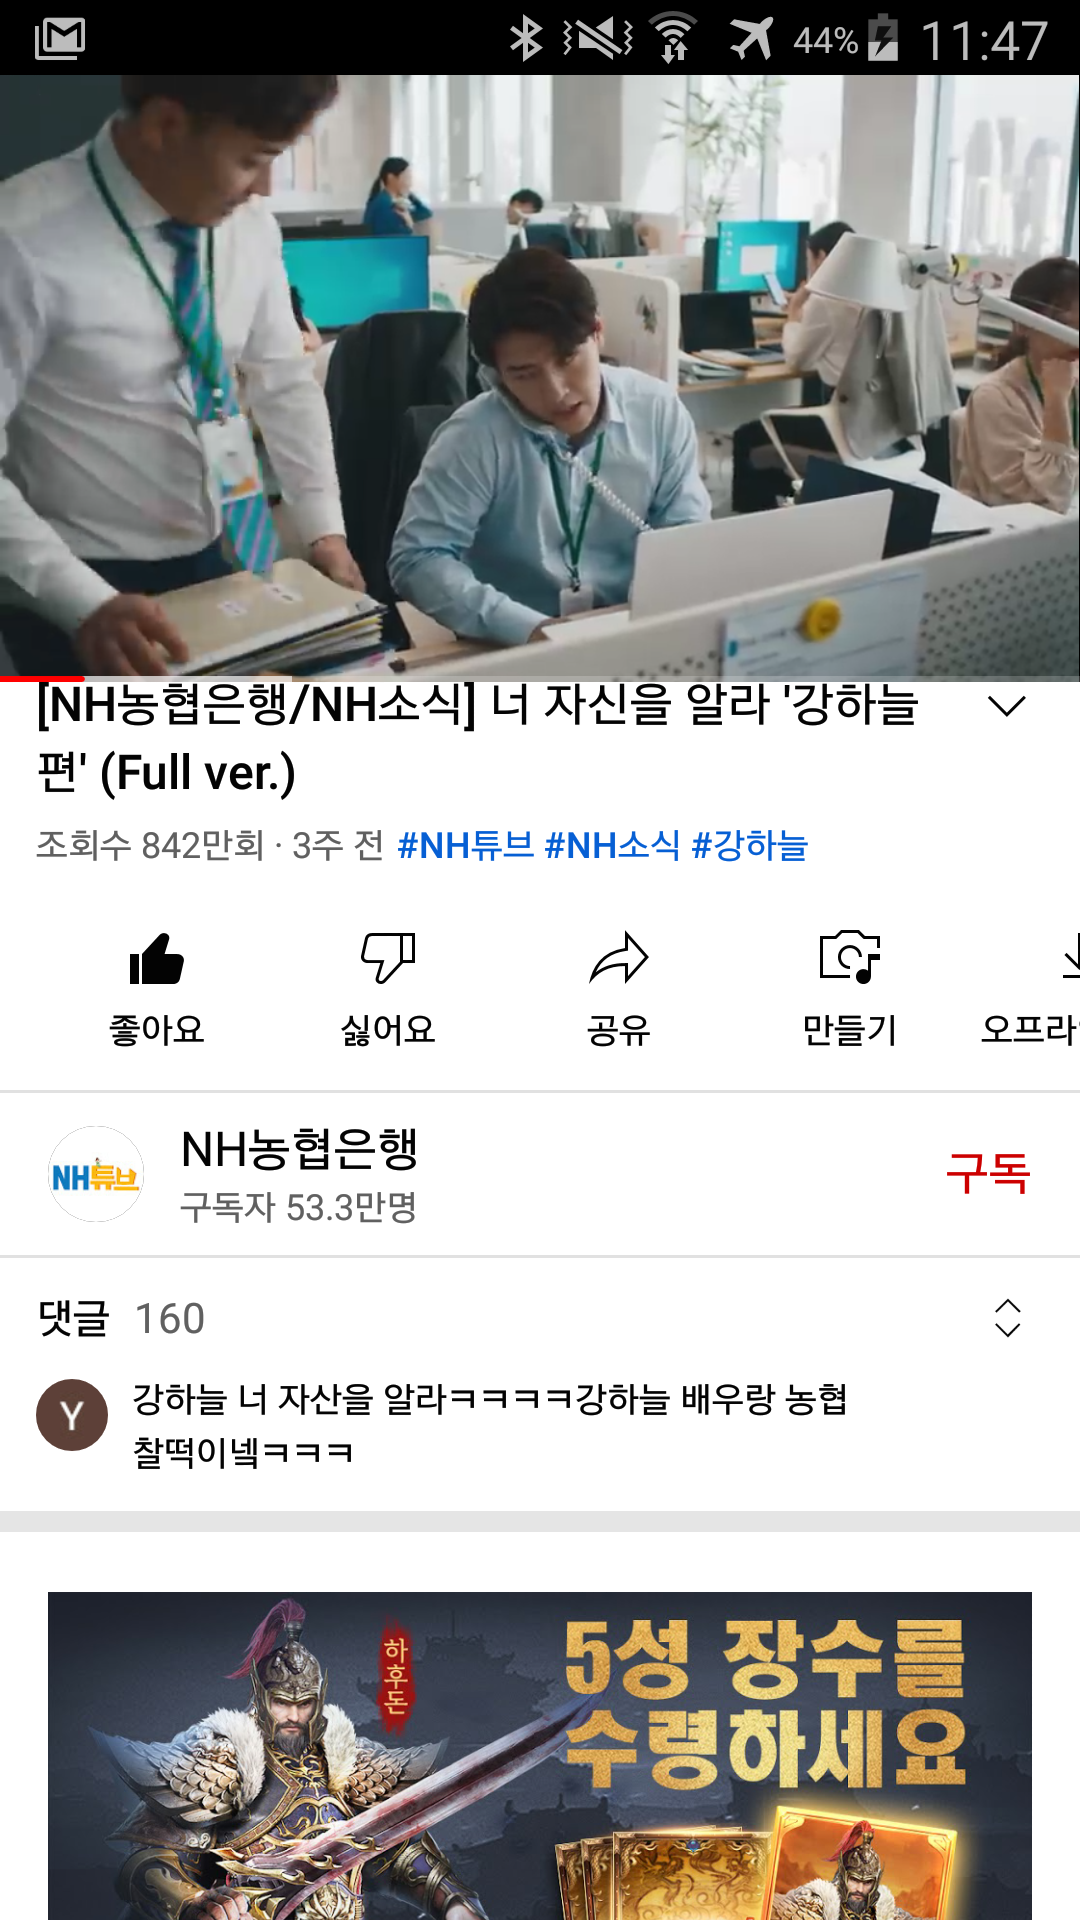 44% 11:47
[NH농협은행/NH소식] 너 자신을 알라 '강하늘
편' (Full ver.)
조회수 842만회 · 3주 전 #NH튜브 #NH소식 #강하늘
좋아요 싫어요 공유 만들기 오프라
NH튜브
NH농협은행
구독자 53.3만명
구독
댓글 160
Y
강하늘 너 자산을 알라ㅋㅋㅋㅋ강하늘 배우랑 농협
찰떡이넼ㅋㅋㅋ
하후돈
5성 장수를
수령하세요